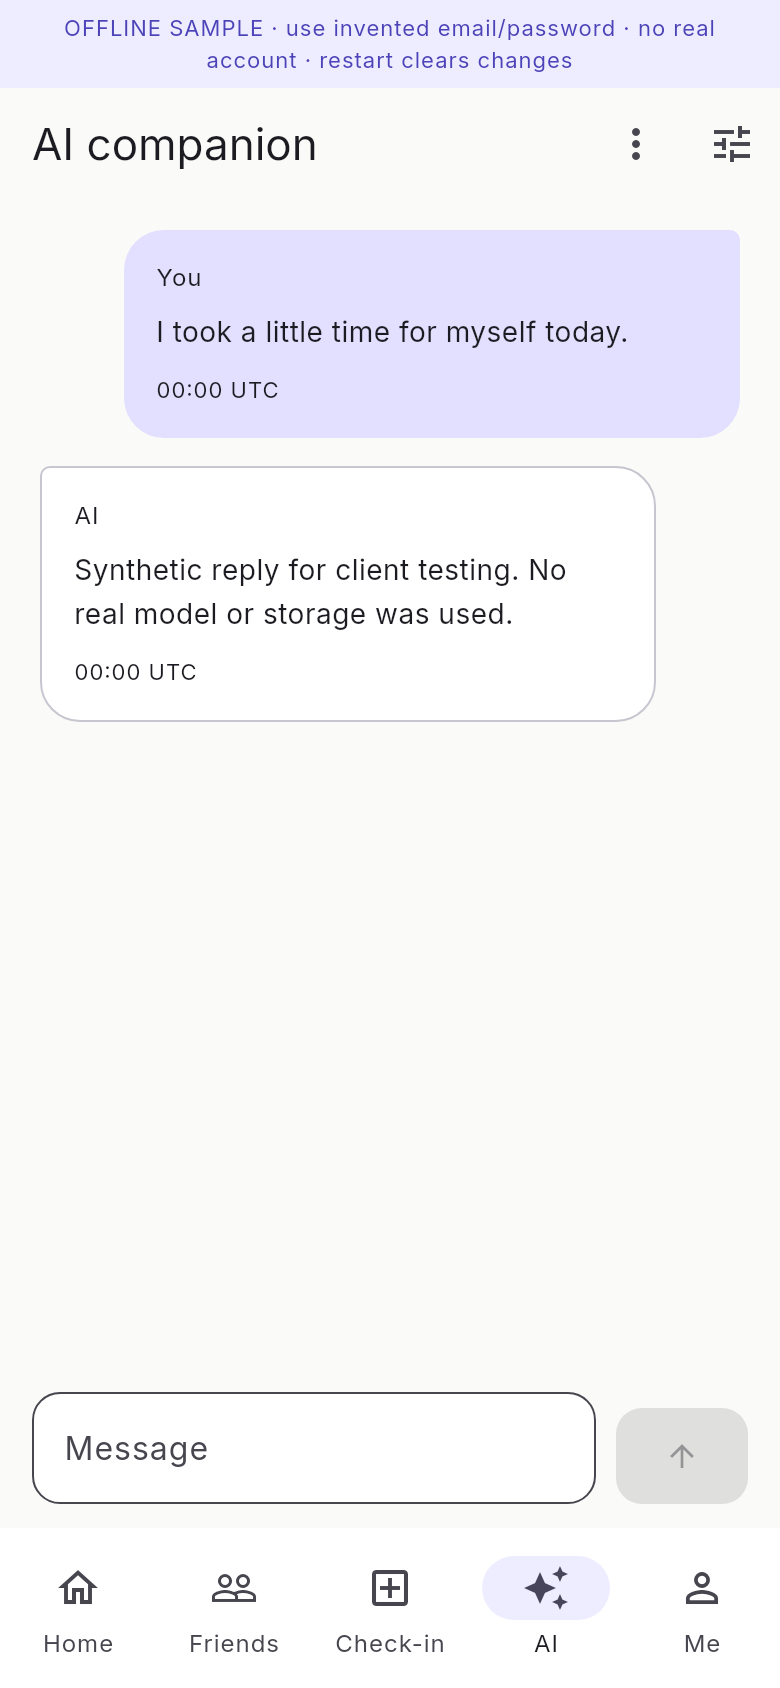 OFFLINE SAMPLE · use invented email/password · no real
account · restart clears changes
AI companion
You
I took a little time for myself today.
00:00 UTC
AI
Synthetic reply for client testing. No
real model or storage was used.
00:00 UTC
Message
Home
Friends
Check-in
AI
Me